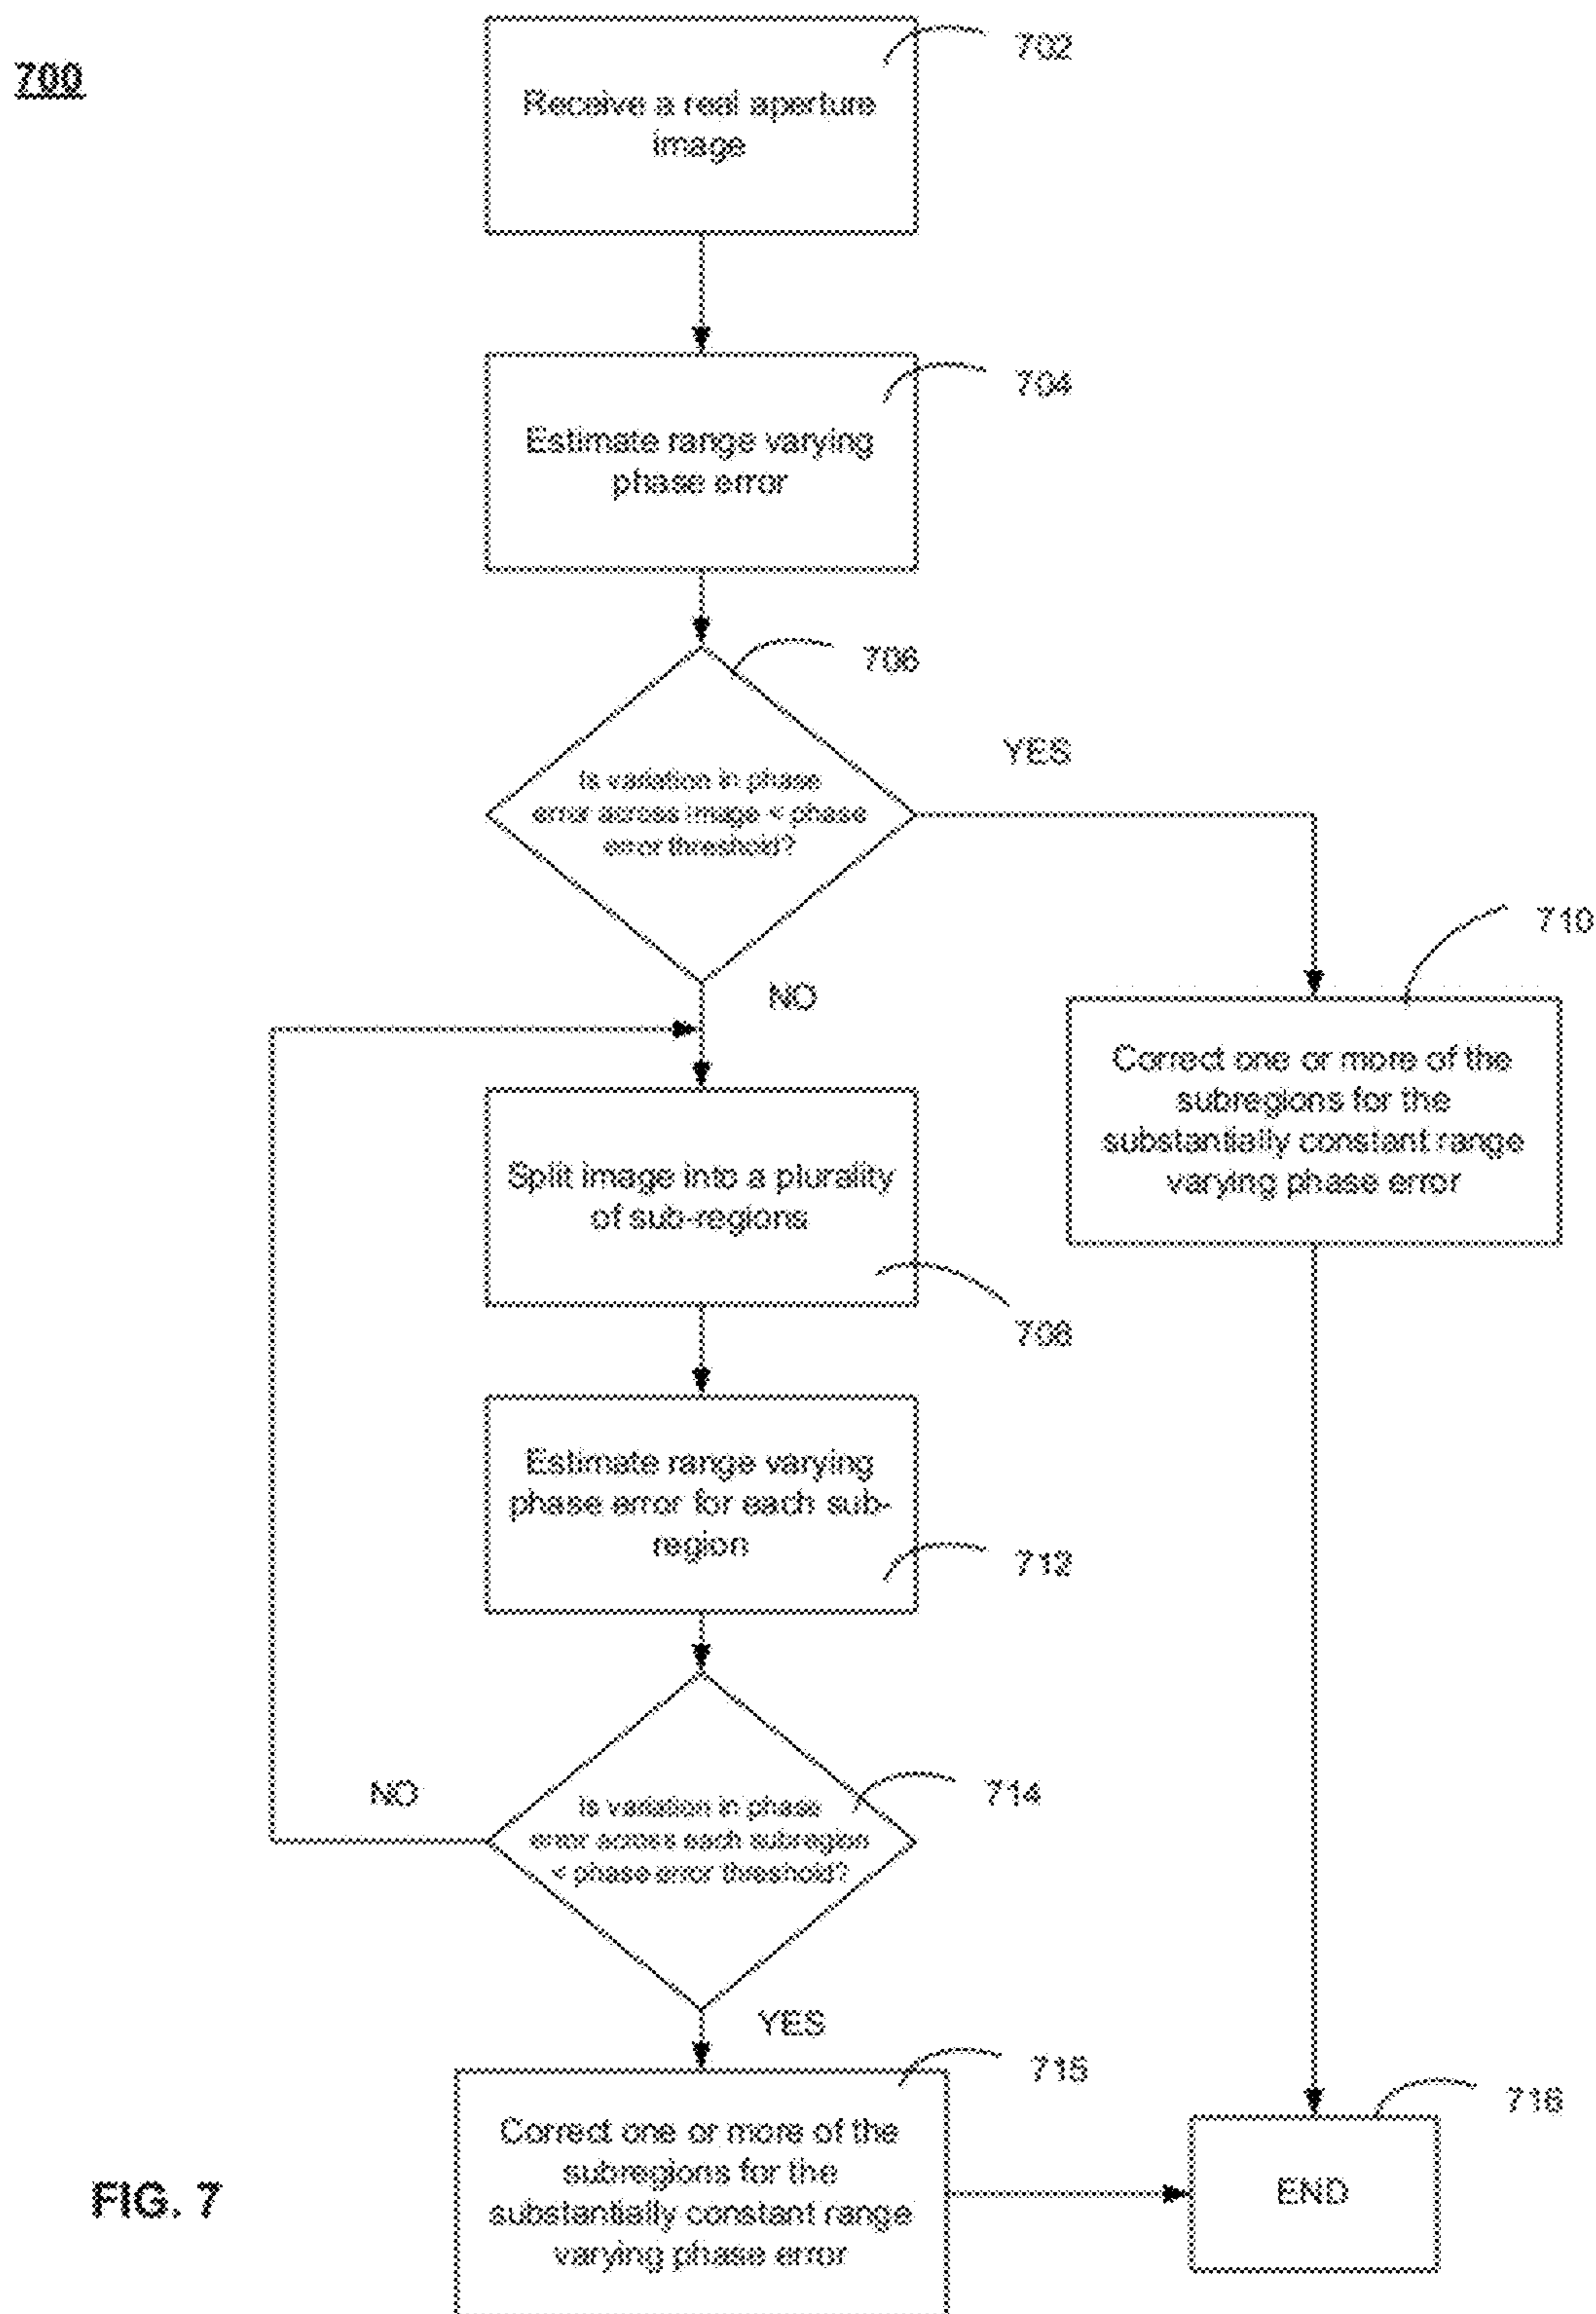 700
702
Receive a real aperture
image
704
Estimate range varying
phase error
706
Is variation in phase
error across image < phase
error threshold?
YES
NO
710
Correct one or more of the
subregions for the
substantially constant range
varying phase error
Split image into a plurality
of sub-regions
708
Estimate range varying
phase error for each sub-
region
712
NO
714
Is variation in phase
error across each subregion
< phase error threshold?
YES
715
Correct one or more of the
subregions for the
substantially constant range
varying phase error
716
END
FIG. 7